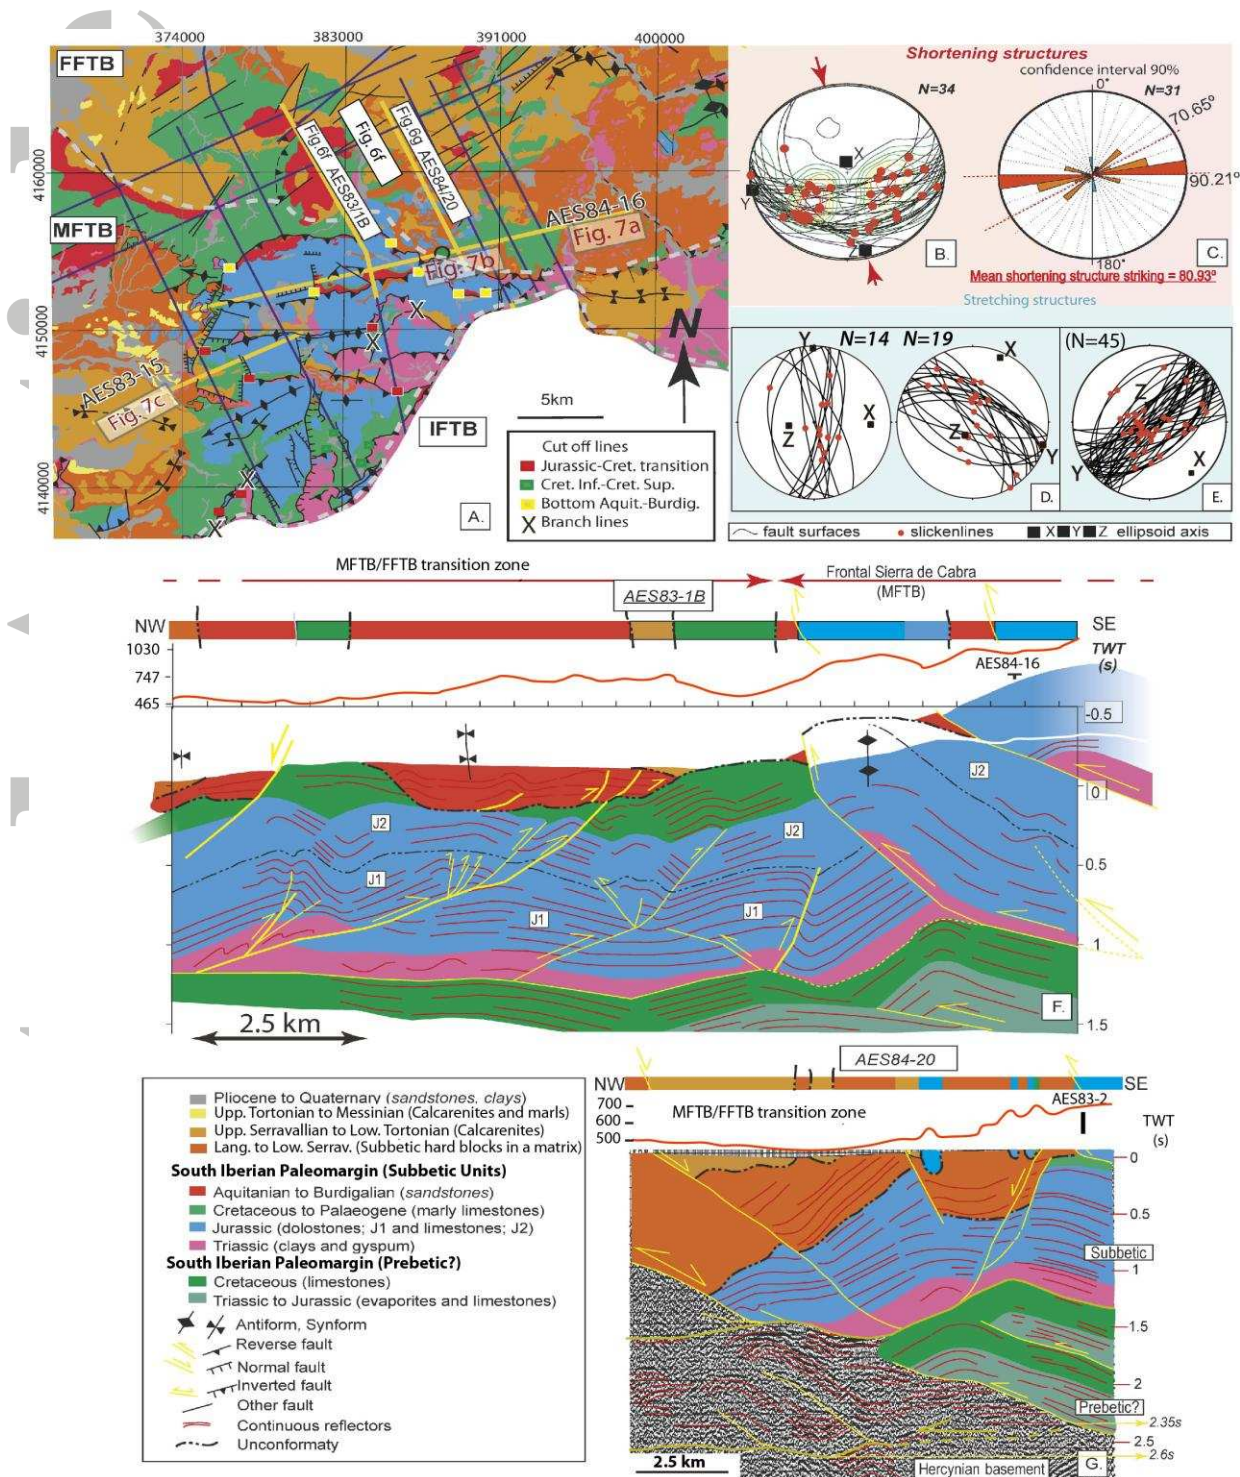 374000
383000
391000
400000
4160000
4150000
4140000
FFTB
MFTB
IFTB
Fig.6f AES83/1B
Fig.6f
Fig.6g AES84/20
AES84-16
Fig. 7a
Fig. 7b
AES83-15
Fig. 7c
X
X
X
X
N
5km
Cut off lines
Jurassic-Cret. transition
Cret. Inf.-Cret. Sup.
Bottom Aquit.-Burdig.
X Branch lines
A.
Shortening structures
confidence interval 90%
N=34
0°
N=31
70.65º
90.21º
180°
X
Y
Z
B.
C.
Mean shortening structure striking = 80.93º
Stretching structures
Y
N=14
N=19
X
(N=45)
Z
X
Z
Y
Z
Y
X
D.
E.
fault surfaces
slickenlines
X Y Z ellipsoid axis
MFTB/FFTB transition zone
Frontal Sierra de Cabra
(MFTB)
AES83-1B
NW
SE
TWT
(s)
1030
747
465
AES84-16
-0.5
0
0.5
1
1.5
J2
J1
J1
J2
J1
J2
F.
2.5 km
Pliocene to Quaternary (sandstones, clays)
Upp. Tortonian to Messinian (Calcarenites and marls)
Upp. Serravallian to Low. Tortonian (Calcarenites)
Lang. to Low. Serrav. (Subbetic hard blocks in a matrix)
South Iberian Paleomargin (Subbetic Units)
Aquitanian to Burdigalian (sandstones)
Cretaceous to Palaeogene (marly limestones)
Jurassic (dolostones; J1 and limestones; J2)
Triassic (clays and gyspum)
South Iberian Paleomargin (Prebetic?)
Cretaceous (limestones)
Triassic to Jurassic (evaporites and limestones)
Antiform, Synform
Reverse fault
Normal fault
Inverted fault
Other fault
Continuous reflectors
Unconformaty
AES84-20
NW
SE
AES83-2
700
600
500
MFTB/FFTB transition zone
TWT
(s)
0
0.5
Subbetic
1
1.5
2
Prebetic?
2.35s
2.5
2.6s
G.
2.5 km
Hercynian basement